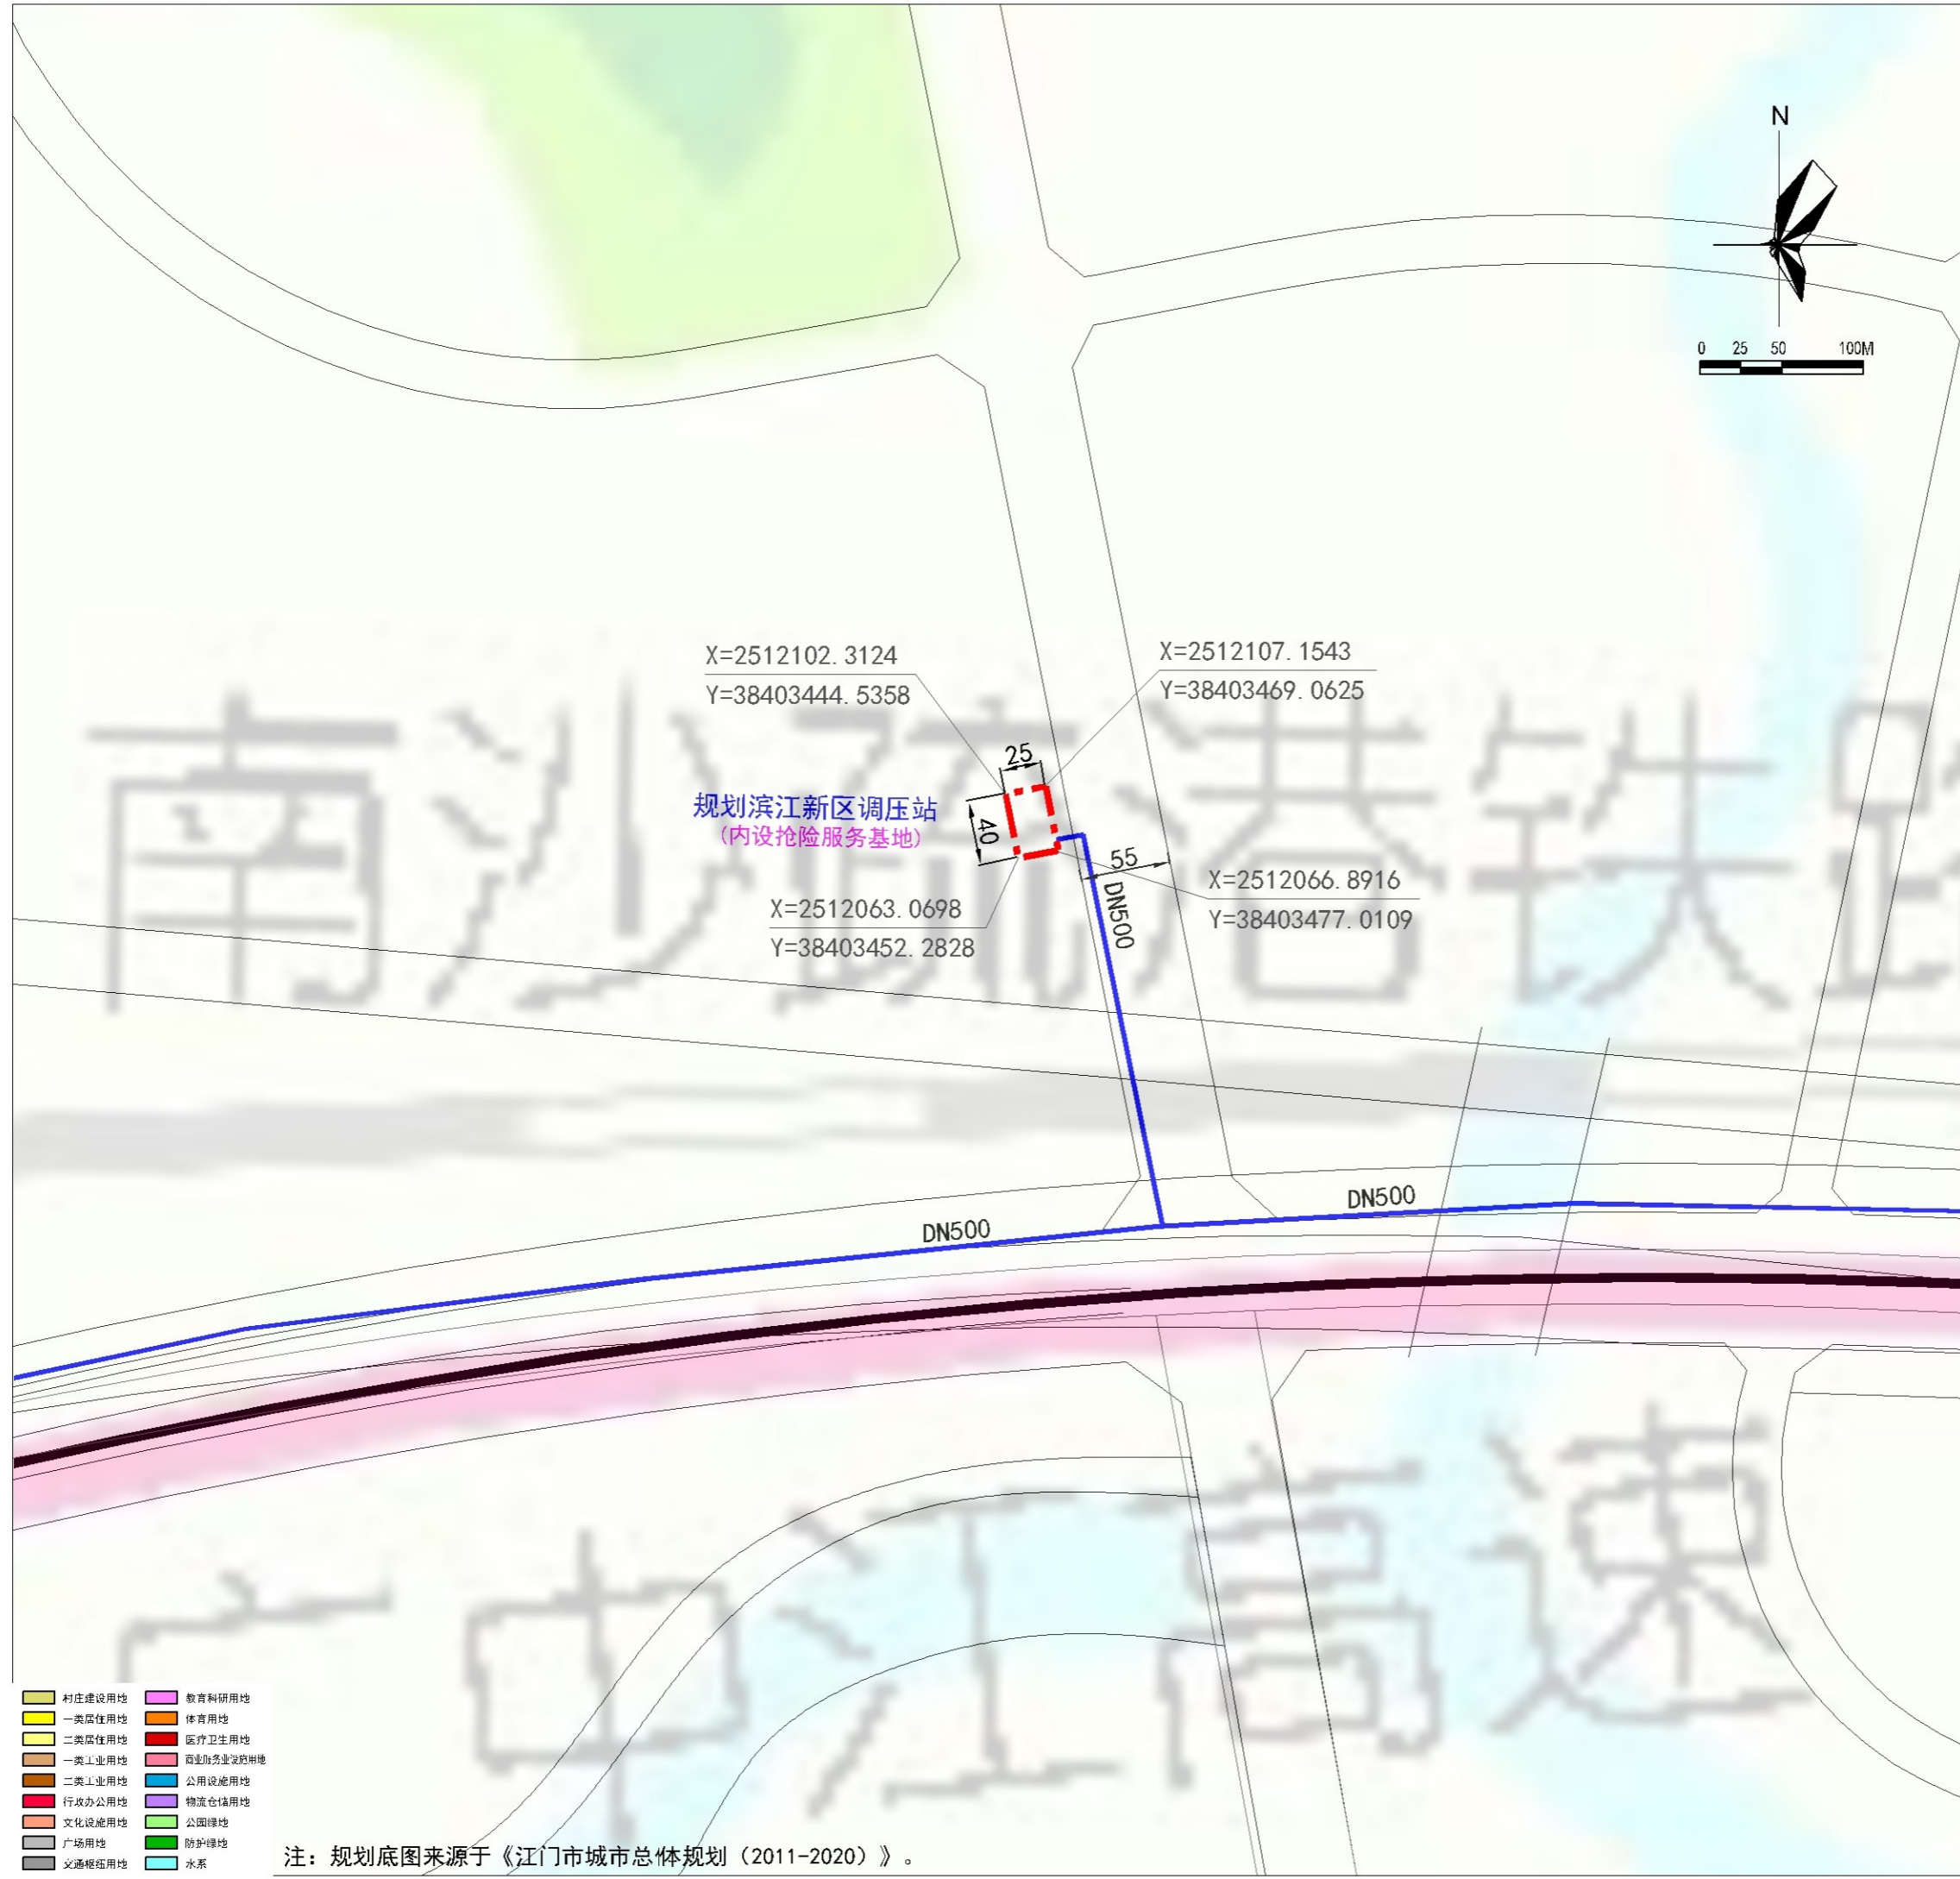 N
0 25 50 100M
X=2512102.3124
Y=38403444.5358
X=2512107.1543
Y=38403469.0625
南沙疏港铁路
25
规划滨江新区调压站
(内设抢险服务基地)
40
55
DN500
X=2512066.8916
Y=38403477.0109
X=2512063.0698
Y=38403452.2828
DN500
DN500
广中江高速
村庄建设用地 教育科研用地
一类居住用地 体育用地
二类居住用地 医疗卫生用地
一类工业用地 商业服务业设施用地
二类工业用地 公用设施用地
行政办公用地 物流仓储用地
文化设施用地 公园绿地
广场用地 防护绿地
交通枢纽用地 水系
注：规划底图来源于《江门市城市总体规划（2011-2020）》。